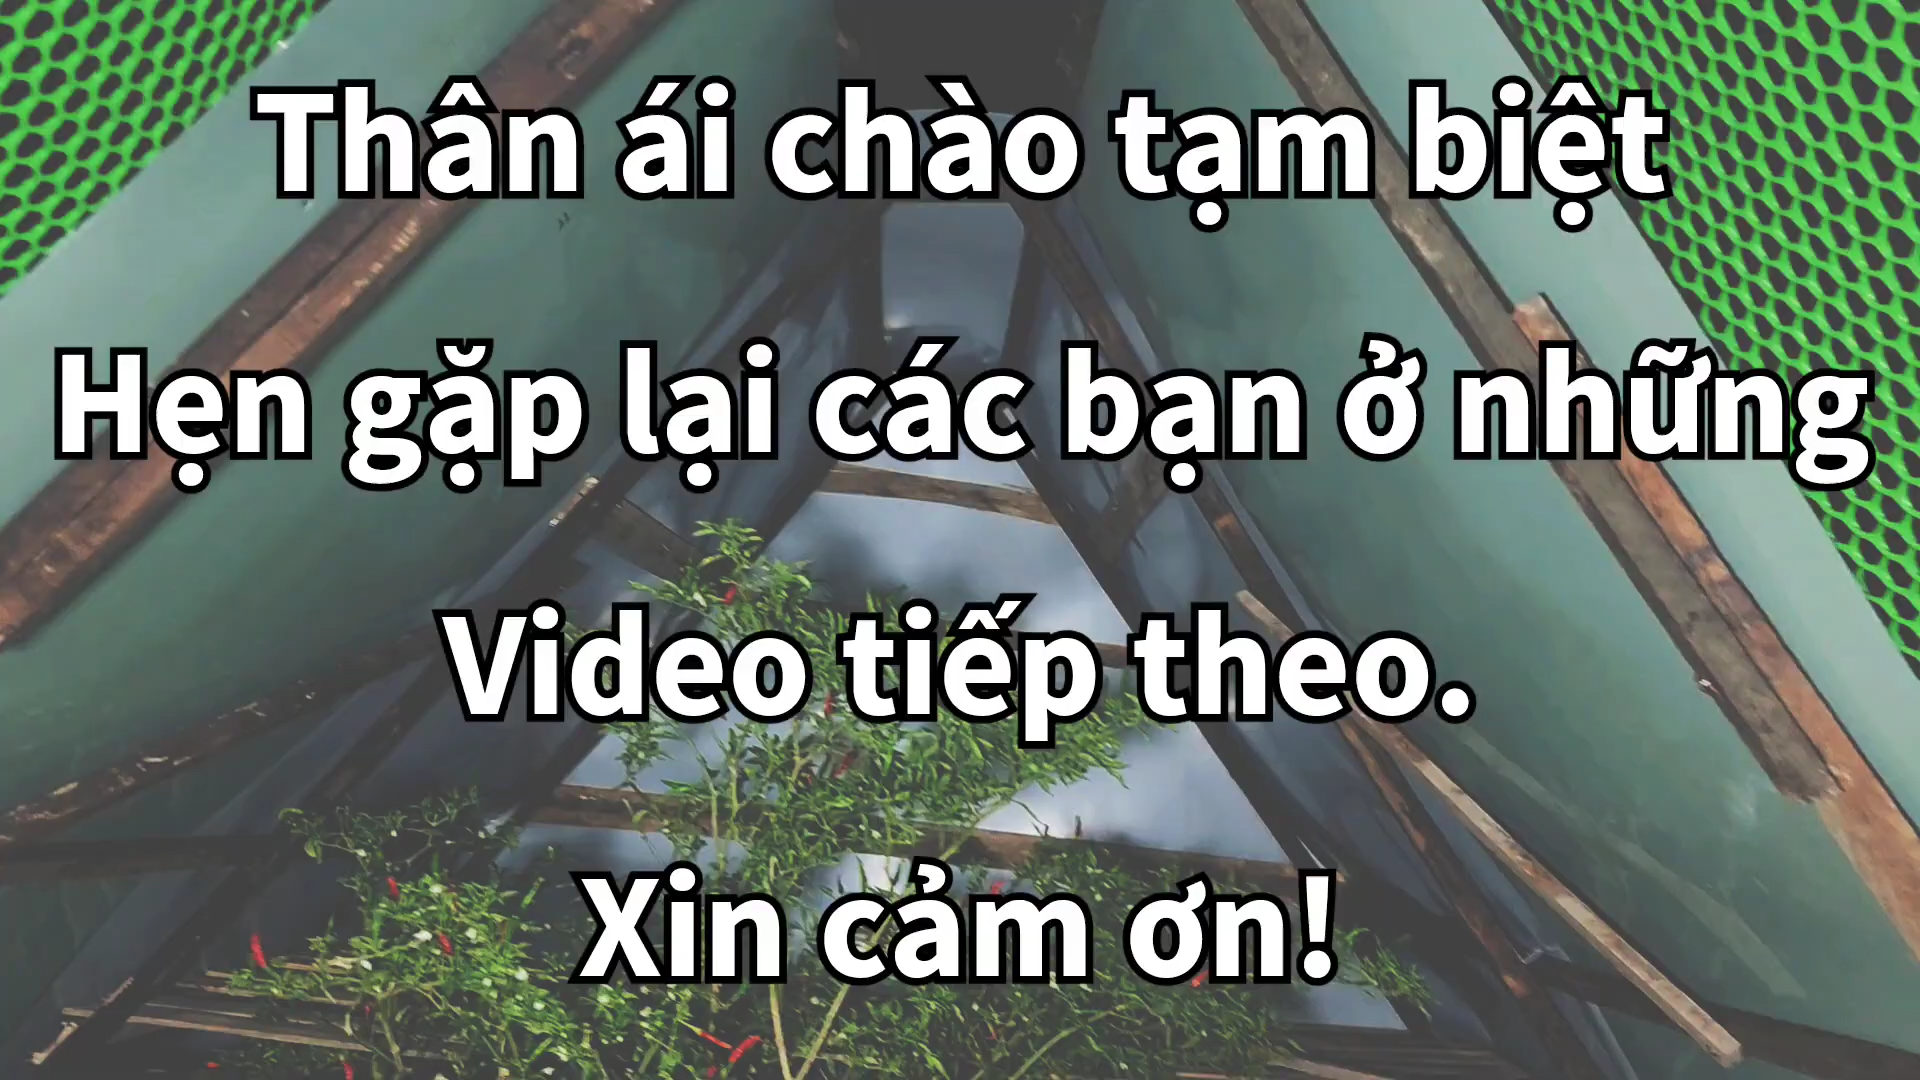 Thân ái chào tạm biệt
Hẹn gặp lại các bạn ở những
Video tiếp theo.
Xin cảm ơn!